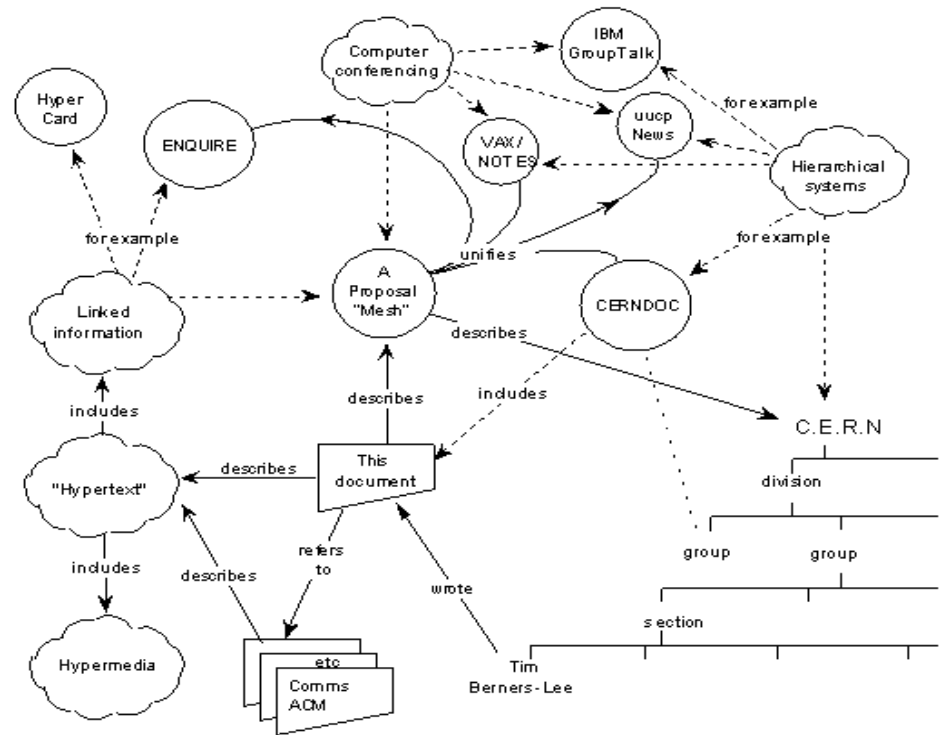 IBM
GroupTalk
Computer
conferencing
Hyper
Card
for example
uucp
News
ENQUIRE
VAX/
NOTES
Hierarchical
systems
for example
for example
unifies
A
Proposal
"Mesh"
CERNDOC
Linked
information
describes
includes
describes
includes
C.E.R.N
This
document
describes
"Hypertext"
division
refers
to
group
group
includes
describes
wrote
section
Hypermedia
etc
Comms
ACM
Tim
Berners-Lee